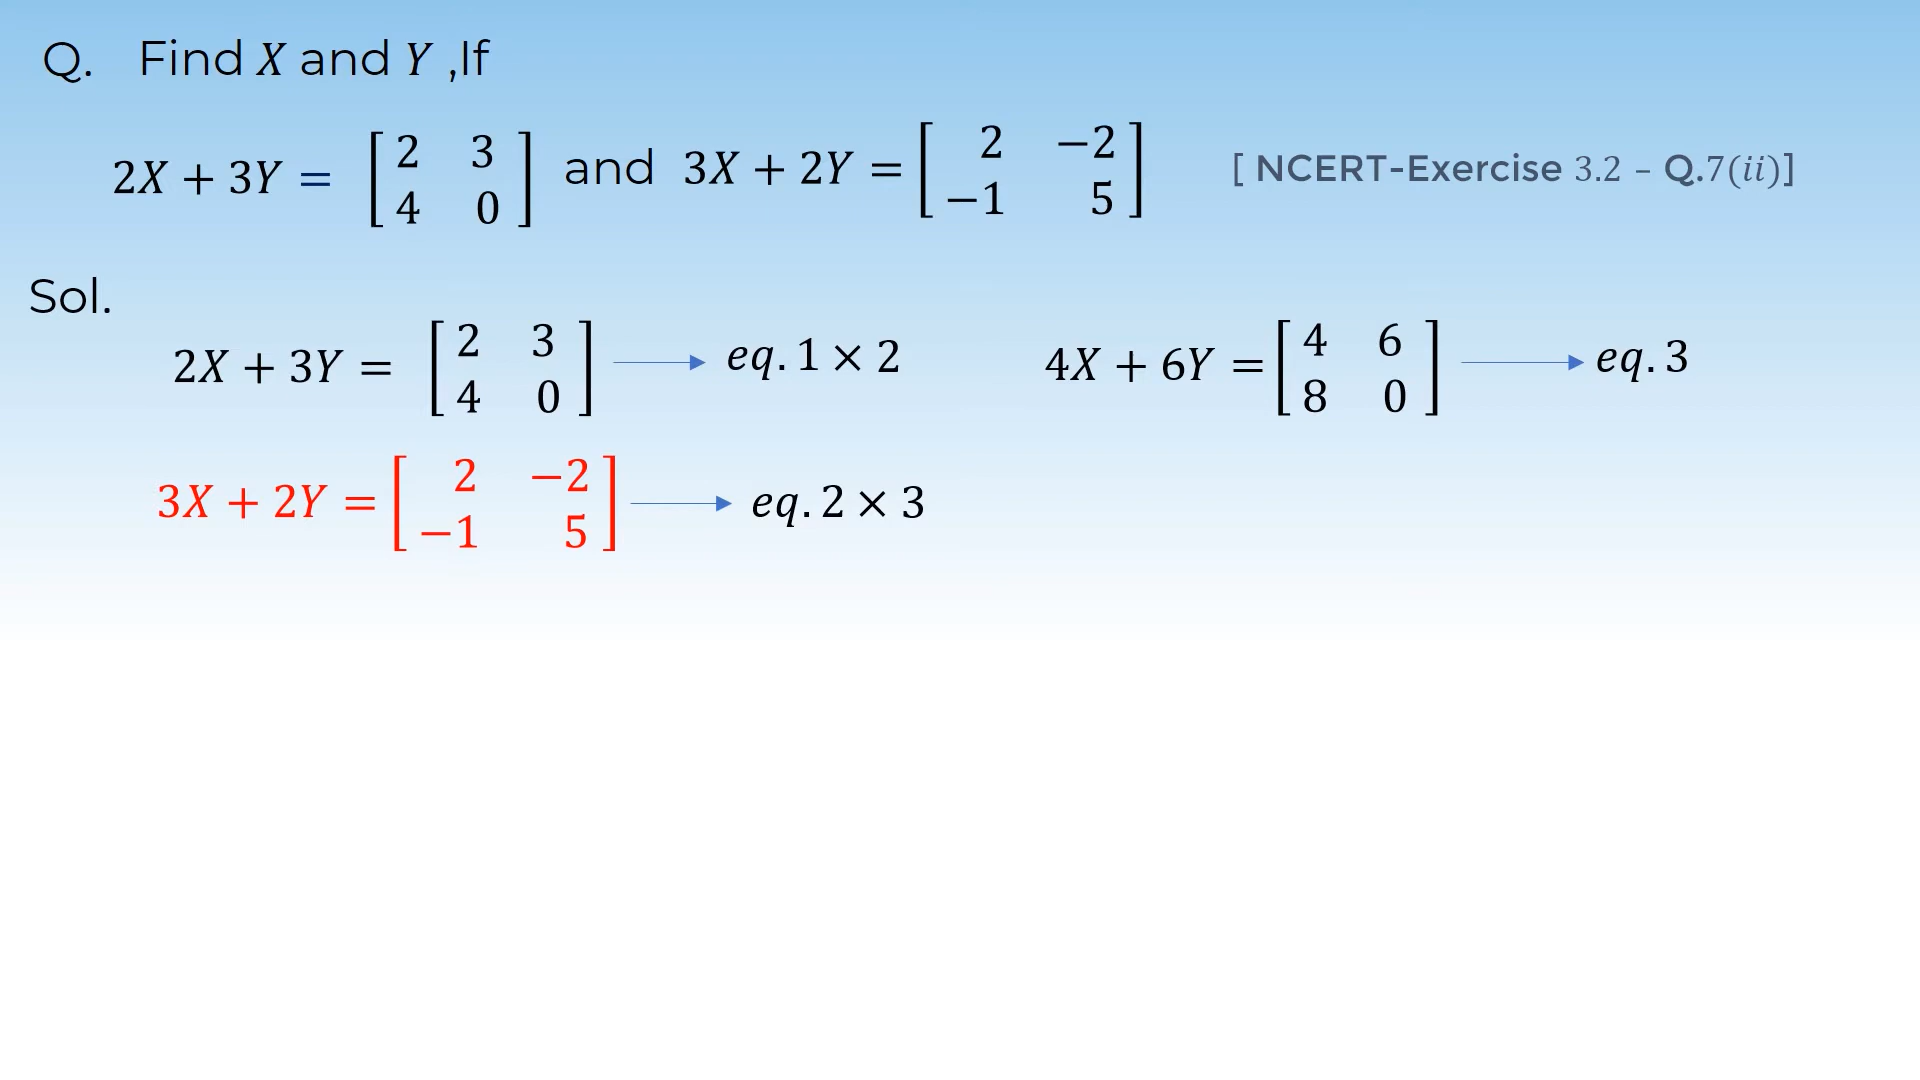 Q. Find X and Y ,If
2X + 3Y = [2 3; 4 0] and 3X + 2Y = [2 −2; −1 5] [ NCERT-Exercise 3.2 – Q.7(ii)]
Sol.
2X + 3Y = [2 3; 4 0] → eq. 1 × 2 4X + 6Y = [4 6; 8 0] → eq. 3
3X + 2Y = [2 −2; −1 5] → eq. 2 × 3